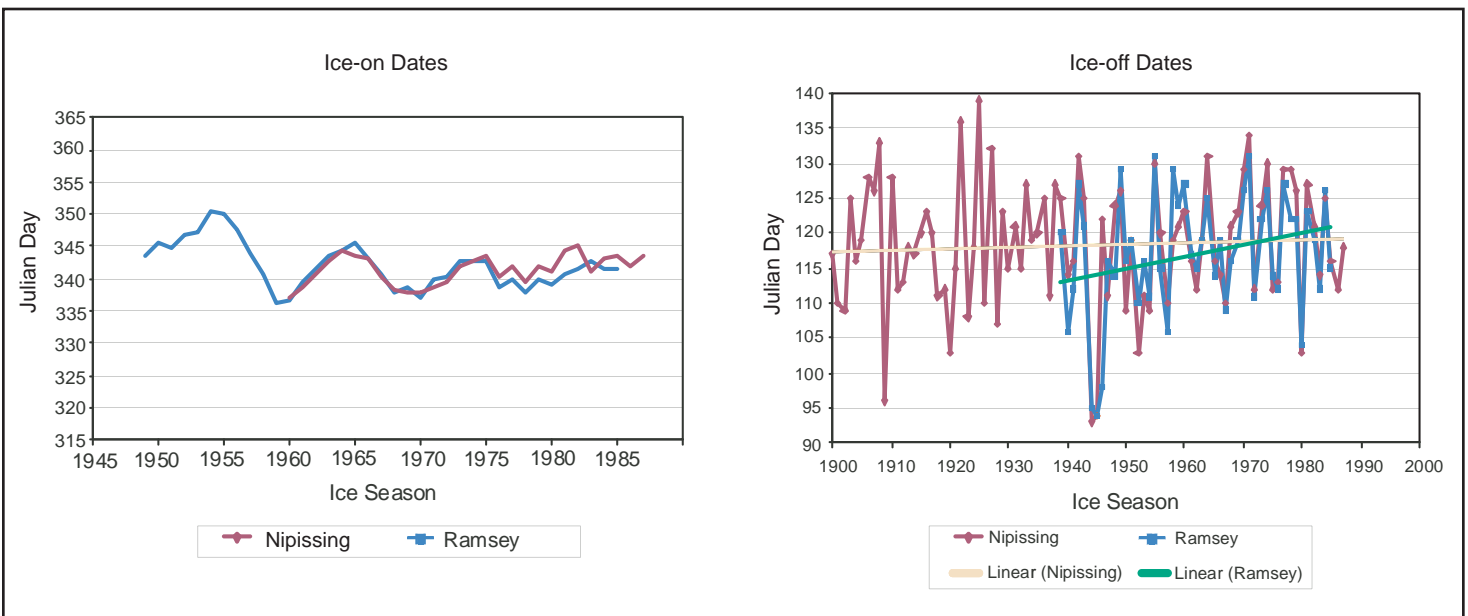 Ice-on Dates
365
360
355
350
345
340
335
330
325
320
315
Julian Day
1945 1950 1955 1960 1965 1970 1975 1980 1985
Ice Season
Nipissing Ramsey
Ice-off Dates
140
135
130
125
120
115
110
105
100
95
90
Julian Day
1900 1910 1920 1930 1940 1950 1960 1970 1980 1990 2000
Ice Season
Nipissing Ramsey
Linear (Nipissing) Linear (Ramsey)